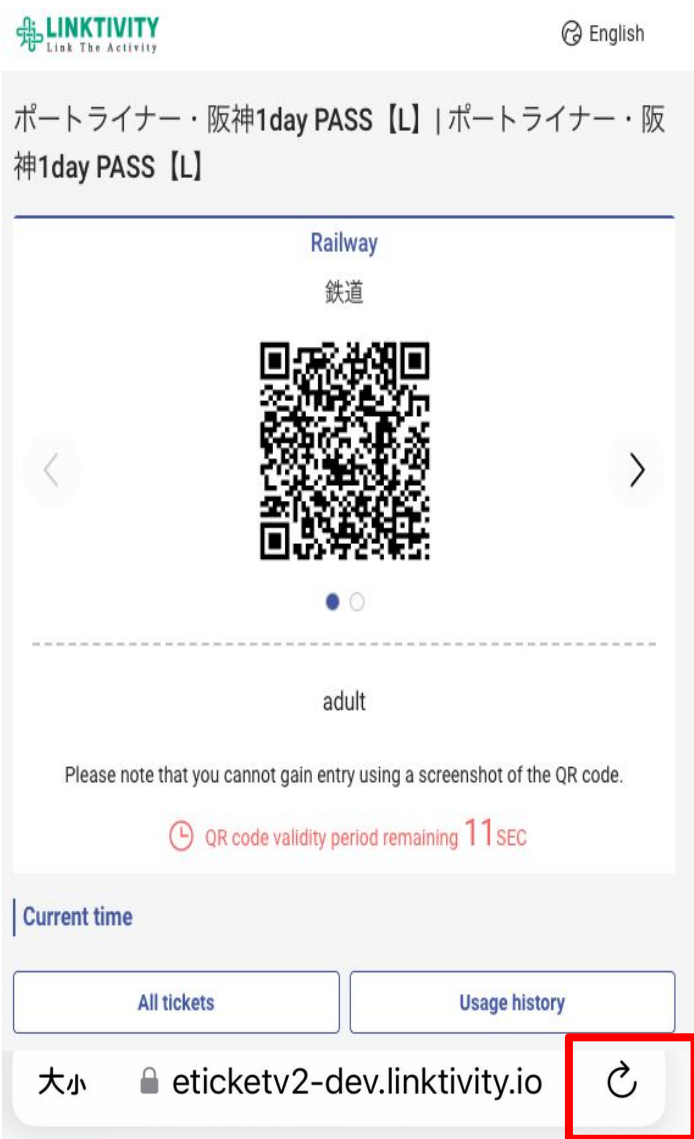 LINKTIVITY
Link The Activity
English
ポートライナー・阪神1day PASS【L】 | ポートライナー・阪
神1day PASS【L】
Railway
鉄道
adult
Please note that you cannot gain entry using a screenshot of the QR code.
QR code validity period remaining 11 SEC
Current time
All tickets
Usage history
大小
eticketv2-dev.linktivity.io